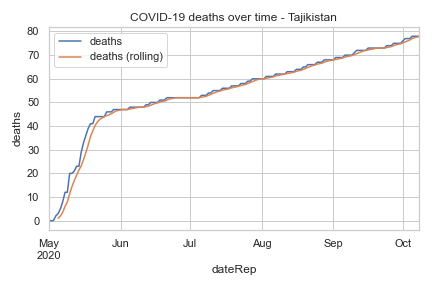 COVID-19 deaths over time - Tajikistan
deaths
deaths (rolling)
80
70
60
50
40
30
20
10
0
deaths
May Jun Jul Aug Sep Oct
2020
dateRep